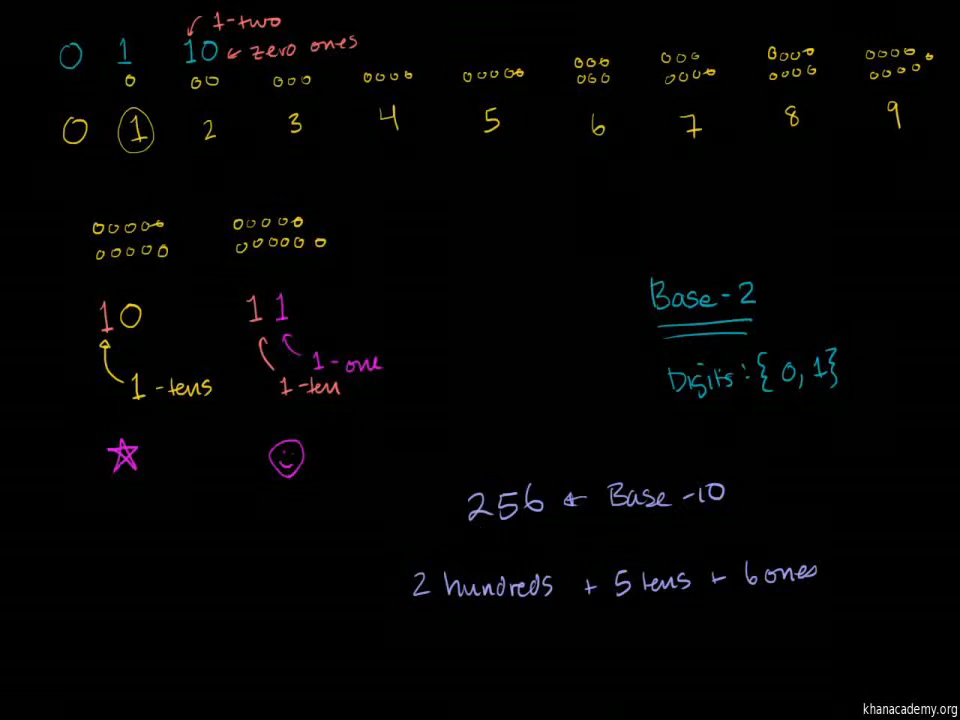 1-two
0 1 10 zero ones
0 1 2 3 4 5 6 7 8 9
10 11
1-one
1-tens 1-ten
Base-2
Digits: {0, 1}
256 ← Base-10
2 hundreds + 5 tens + 6 ones
khanacademy.org